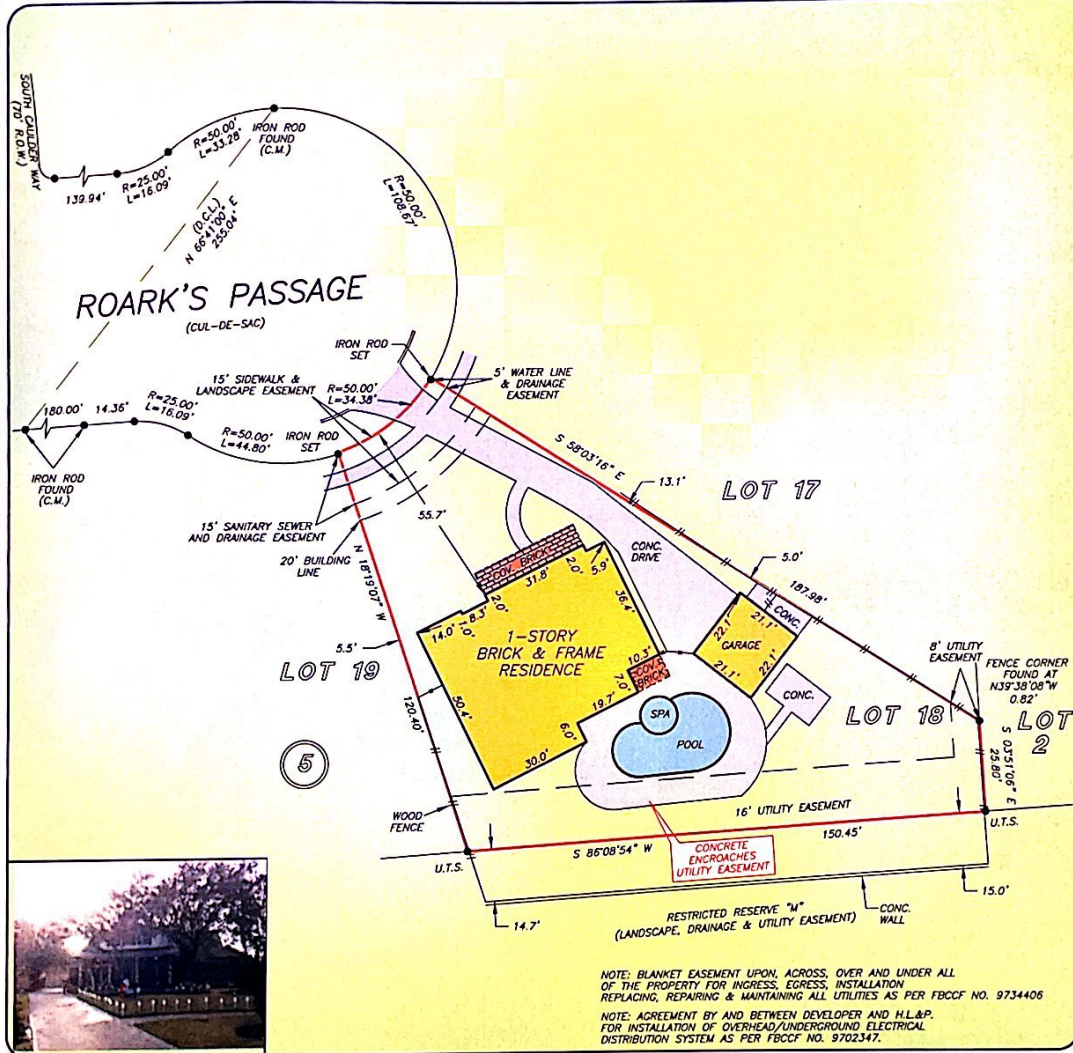 SOUTH CAULDER WAY
(70' R.O.W.)
139.94'
R=25.00'
L=16.09'
R=50.00'
L=33.28'
IRON ROD
FOUND
(C.M.)
R=50.00'
L=108.67'
(D.C.L.)
N 66°41'00" E
255.04'
ROARK'S PASSAGE
(CUL-DE-SAC)
IRON ROD
SET
15' SIDEWALK &
LANDSCAPE EASEMENT
R=50.00'
L=34.38'
5' WATER LINE
& DRAINAGE
EASEMENT
180.00'
14.36'
R=25.00'
L=16.09'
R=50.00'
L=44.80'
IRON ROD
SET
IRON ROD
FOUND
(C.M.)
S 58°03'16" E
13.1'
LOT 17
15' SANITARY SEWER
AND DRAINAGE EASEMENT
20' BUILDING
LINE
55.7'
N 18°19'07" W
CONC.
DRIVE
5.0'
187.98'
COV. BRICK
31.8'
2.0'
5.9'
36.4'
2.0'
8.3'
1.0'
14.0'
1-STORY
BRICK & FRAME
RESIDENCE
21.1'
CONC.
22.1'
GARAGE
22.1'
21.1'
5.5'
LOT 19
120.40'
50.4'
10.3'
COV.
BRICK
7.0'
19.7'
6.0'
30.0'
SPA
POOL
CONC.
LOT 18
8' UTILITY
EASEMENT
FENCE CORNER
FOUND AT
N39°38'08"W
0.82'
LOT
2
S 03°51'06" E
25.80'
5
WOOD
FENCE
16' UTILITY EASEMENT
U.T.S.
U.T.S.
S 86°08'54" W
150.45'
CONCRETE
ENCROACHES
UTILITY EASEMENT
14.7'
RESTRICTED RESERVE "M"
(LANDSCAPE, DRAINAGE & UTILITY EASEMENT)
CONC.
WALL
15.0'
NOTE: BLANKET EASEMENT UPON, ACROSS, OVER AND UNDER ALL
OF THE PROPERTY FOR INGRESS, EGRESS, INSTALLATION
REPLACING, REPAIRING & MAINTAINING ALL UTILITIES AS PER FBCCF NO. 9734406
NOTE: AGREEMENT BY AND BETWEEN DEVELOPER AND H.L.&P.
FOR INSTALLATION OF OVERHEAD/UNDERGROUND ELECTRICAL
DISTRIBUTION SYSTEM AS PER FBCCF NO. 9702347.